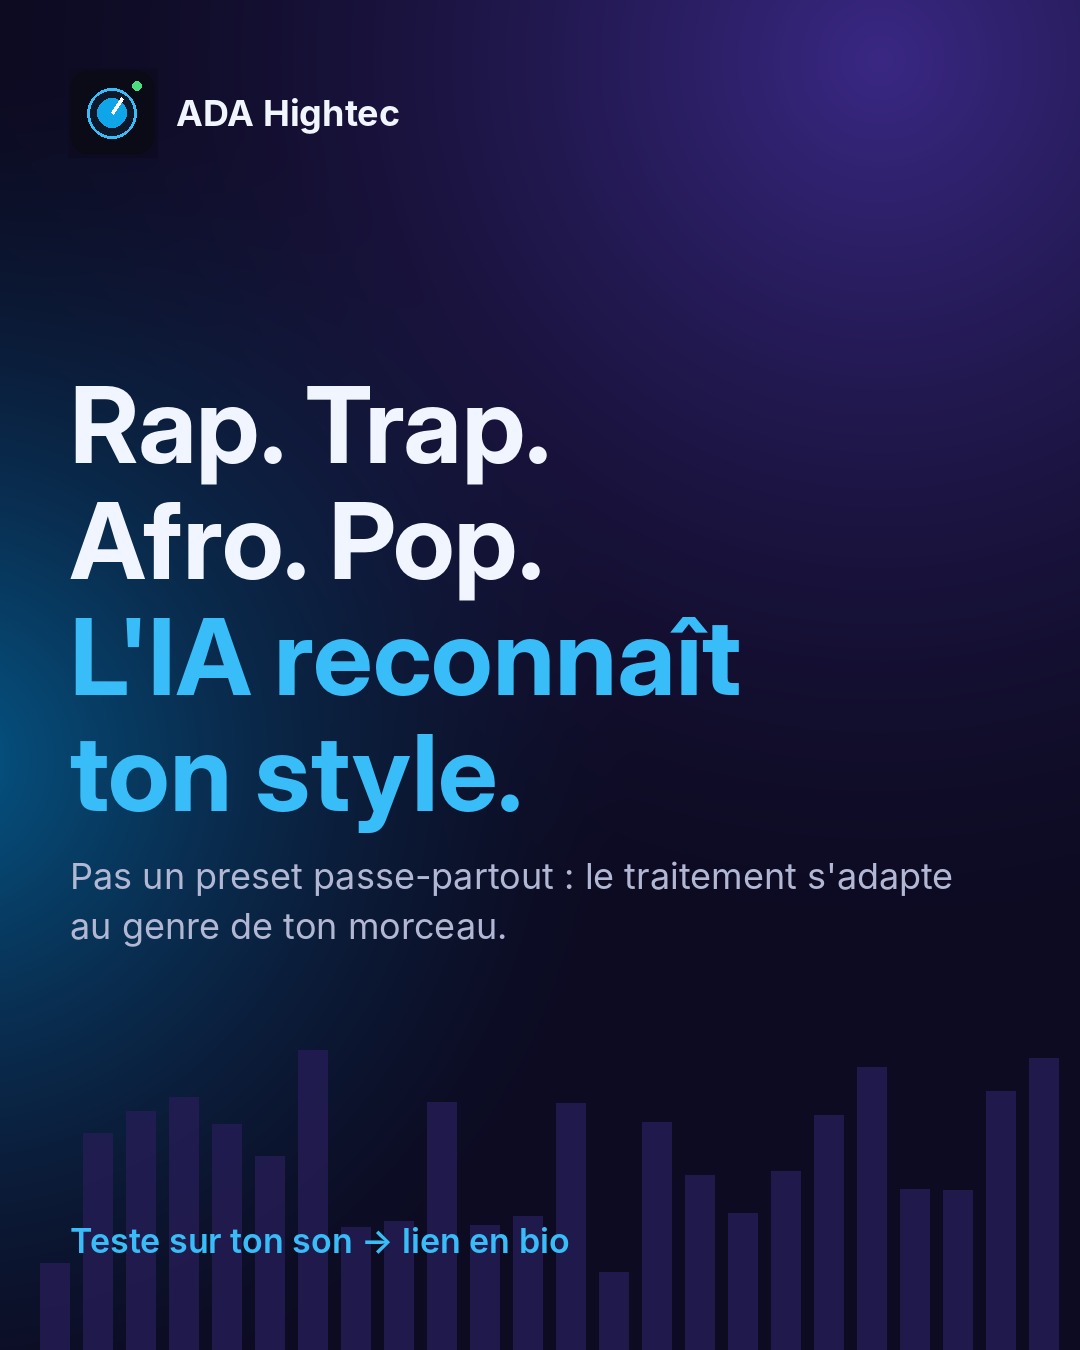 ADA Hightec
Rap. Trap.
Afro. Pop.
L'IA reconnaît
ton style.
Pas un preset passe-partout : le traitement s'adapte
au genre de ton morceau.
Teste sur ton son → lien en bio